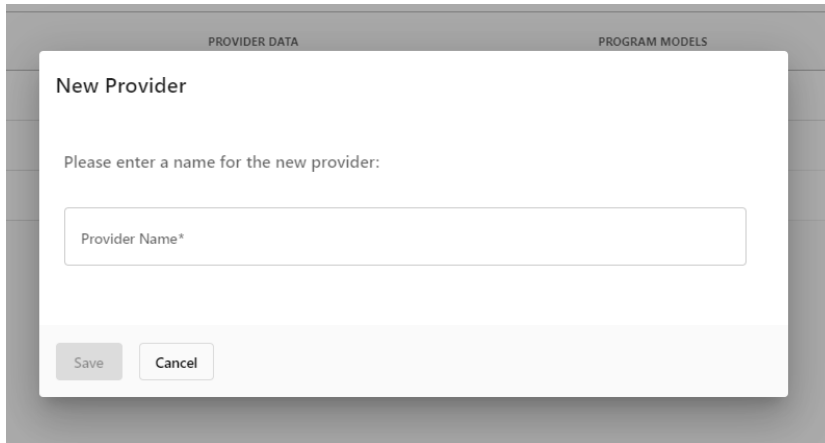 PROVIDER DATA PROGRAM MODELS
New Provider
Please enter a name for the new provider:
Provider Name*
Save Cancel